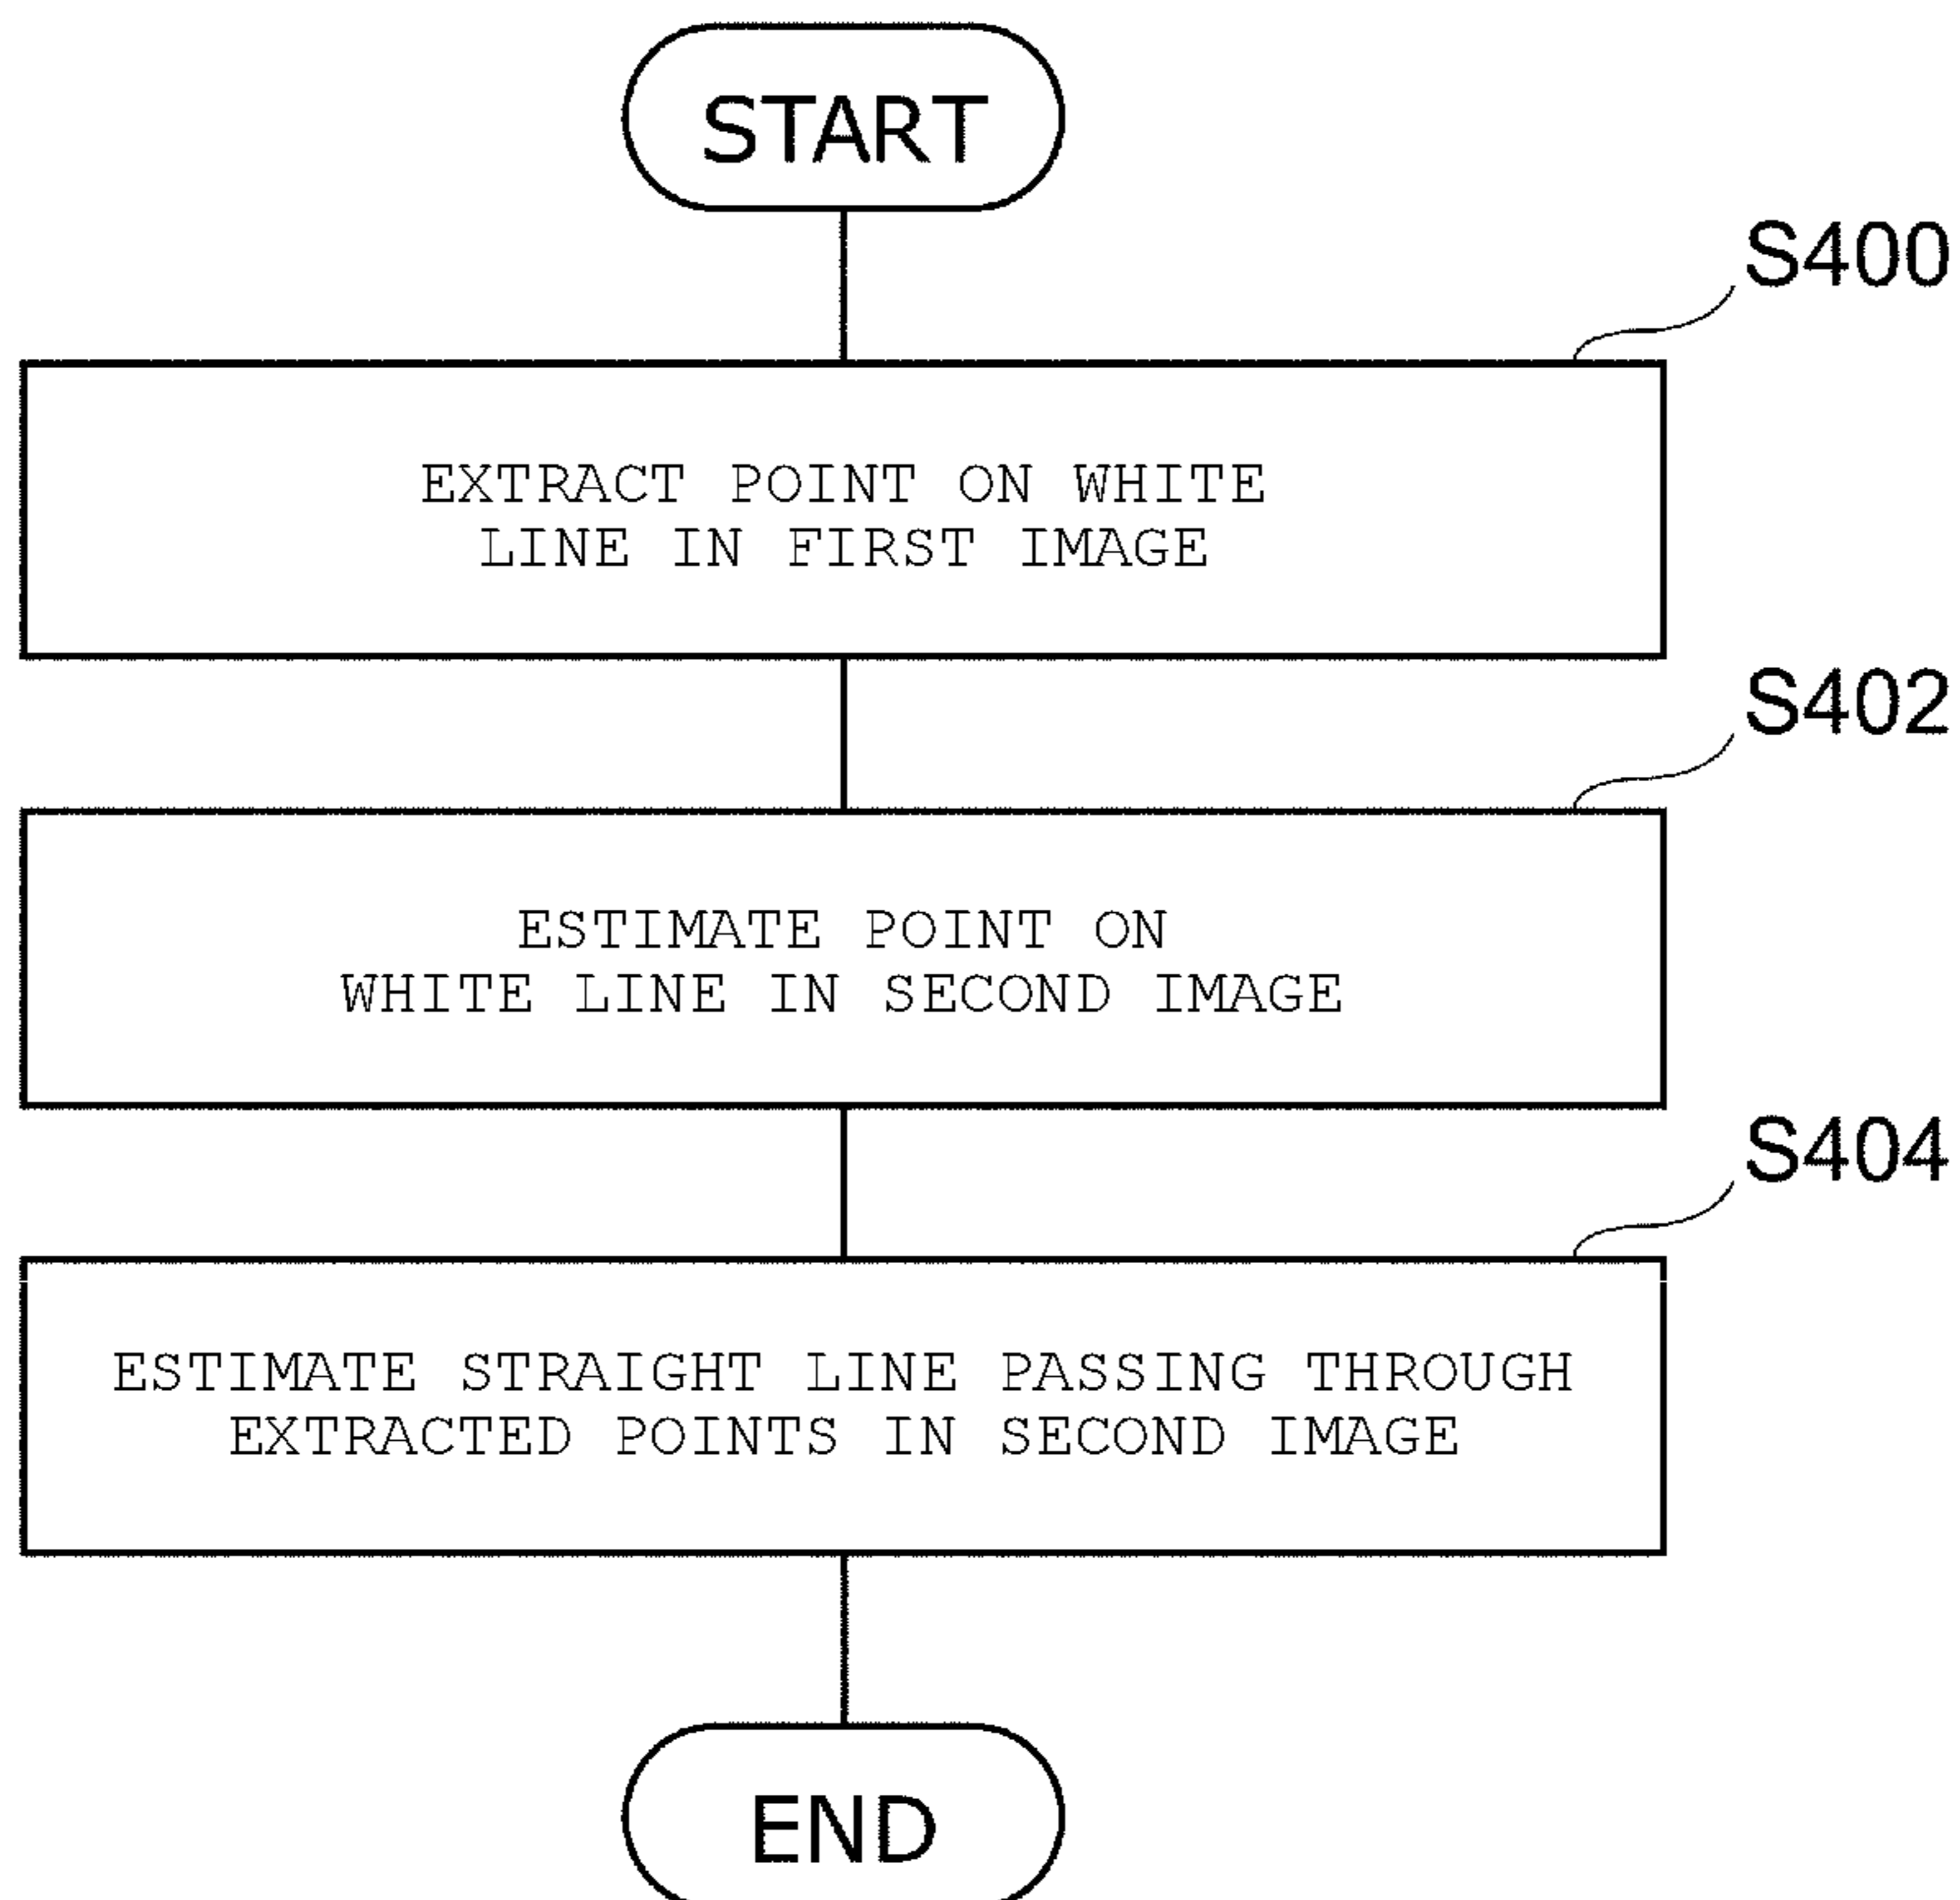 START
S400
EXTRACT POINT ON WHITE
LINE IN FIRST IMAGE
S402
ESTIMATE POINT ON
WHITE LINE IN SECOND IMAGE
S404
ESTIMATE STRAIGHT LINE PASSING THROUGH
EXTRACTED POINTS IN SECOND IMAGE
END